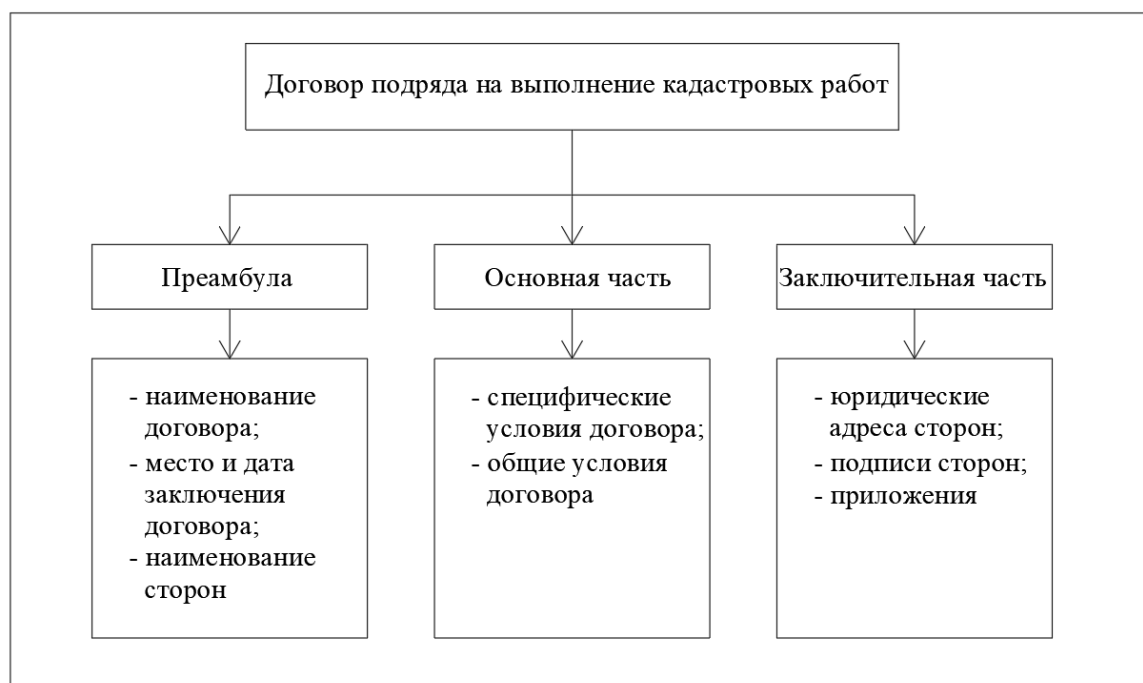 Договор подряда на выполнение кадастровых работ
Преамбула
- наименование
договора;
- место и дата
заключения
договора;
- наименование
сторон
Основная часть
- специфические
условия договора;
- общие условия
договора
Заключительная часть
- юридические
адреса сторон;
- подписи сторон;
- приложения